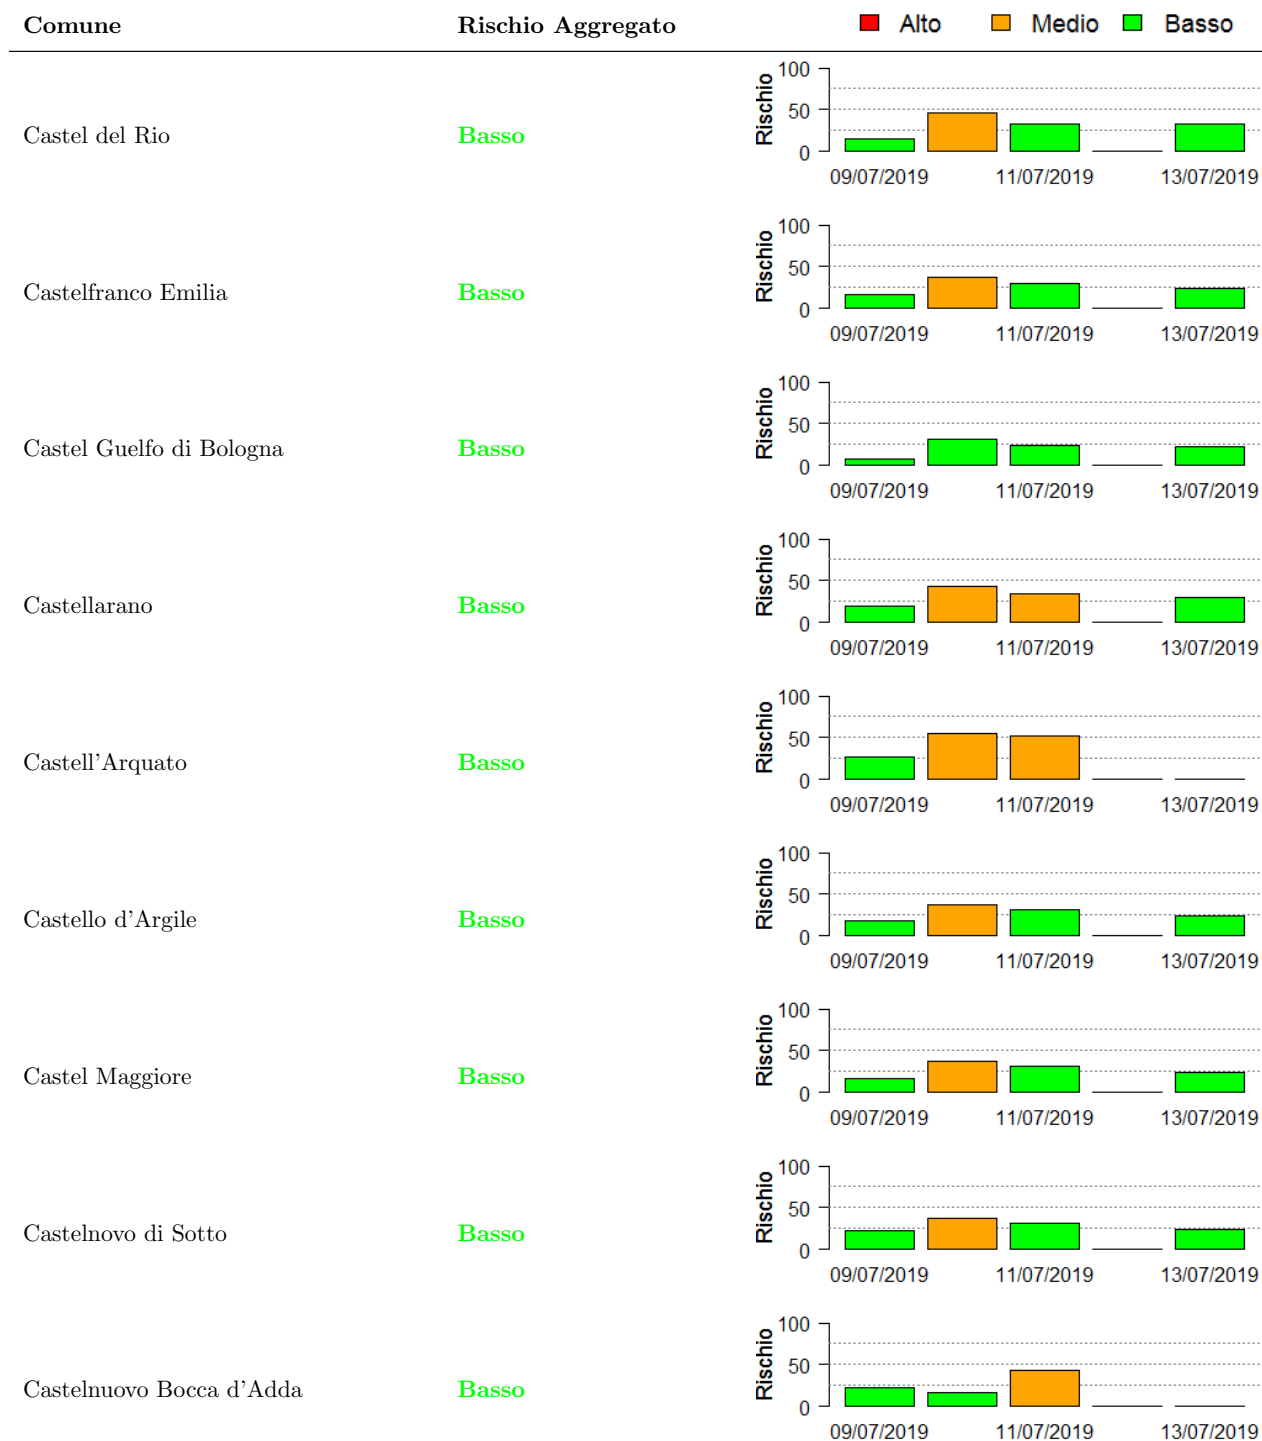 Comune Rischio Aggregato Alto Medio Basso
100
50
0
Rischio
Castel del Rio Basso
09/07/2019 11/07/2019 13/07/2019
100
50
0
Rischio
Castelfranco Emilia Basso
09/07/2019 11/07/2019 13/07/2019
100
50
0
Rischio
Castel Guelfo di Bologna Basso
09/07/2019 11/07/2019 13/07/2019
100
50
0
Rischio
Castellarano Basso
09/07/2019 11/07/2019 13/07/2019
100
50
0
Rischio
Castell'Arquato Basso
09/07/2019 11/07/2019 13/07/2019
100
50
0
Rischio
Castello d'Argile Basso
09/07/2019 11/07/2019 13/07/2019
100
50
0
Rischio
Castel Maggiore Basso
09/07/2019 11/07/2019 13/07/2019
100
50
0
Rischio
Castelnovo di Sotto Basso
09/07/2019 11/07/2019 13/07/2019
100
50
0
Rischio
Castelnuovo Bocca d'Adda Basso
09/07/2019 11/07/2019 13/07/2019